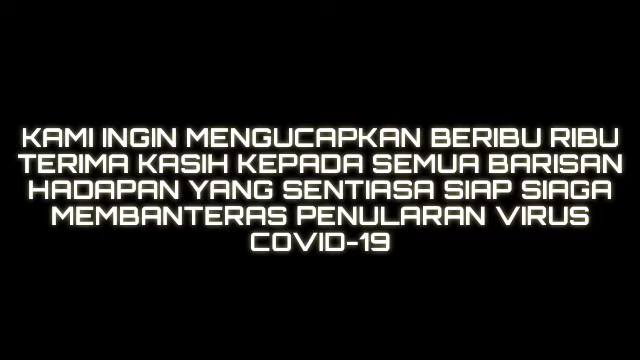 KAMI INGIN MENGUCAPKAN BERIBU RIBU
TERIMA KASIH KEPADA SEMUA BARISAN
HADAPAN YANG SENTIASA SIAP SIAGA
MEMBANTERAS PENULARAN VIRUS
COVID-19